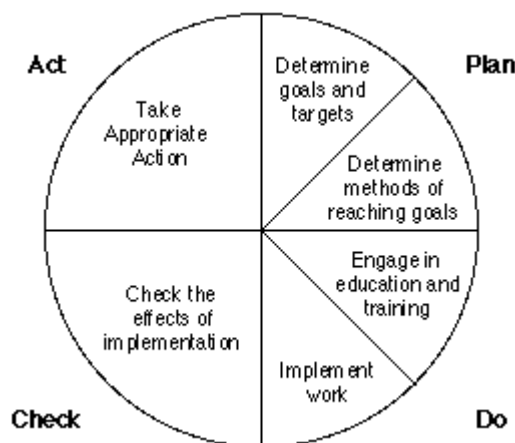 Act
Plan
Determine
goals and
targets
Take
Appropriate
Action
Determine
methods of
reaching goals
Engage in
education and
training
Check the
effects of
implementation
Implement
work
Check
Do